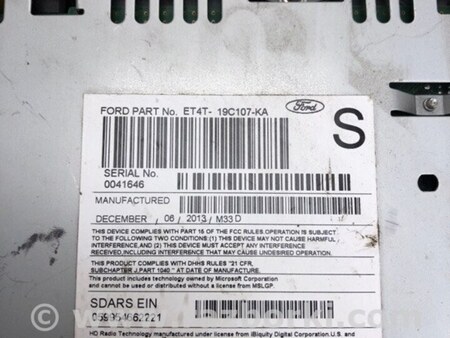 FORD PART No. ET4T- 19C107-KA
Ford
S
SERIAL No.
0041646
MANUFACTURED
DECEMBER / 06 / 2013 / M33 D
THIS DEVICE COMPLIES WITH PART 15 OF THE FCC RULES OPERATION IS SUBJECT
TO THE FOLLOWING TWO CONDITIONS: (1) THIS DEVICE MAY NOT CAUSE HARMFUL
INTERFERENCE,AND (2) THIS DEVICE MUST ACCEPT ANY INTERFERENCE
RECEIVED,INCLUDING INTERFERENCE THAT MAY CAUSE UNDESIRED OPERATION.
THIS PRODUCT COMPLIES WITH DHHS RULES "21 CFR,
SUBCHAPTER J,PART 1040 " AT DATE OF MANUFACTURE.
This product includes technology owned by Microsoft Corporation
and cannot be used or distributed without a license from MSLGP.
SDARS EIN
HD Radio Technology manufactured under license from iBiquity Digital Corporation. U.S. and